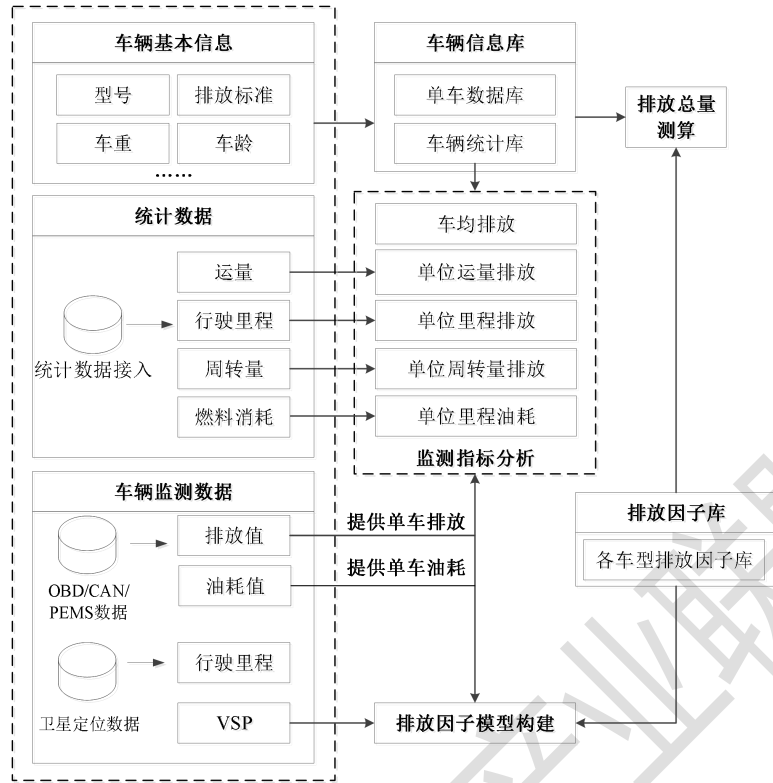 车辆基本信息
型号
排放标准
车重
车龄
……
统计数据
运量
行驶里程
统计数据接入
周转量
燃料消耗
车辆监测数据
排放值
油耗值
OBD/CAN/
PEMS数据
行驶里程
卫星定位数据
VSP
车辆信息库
单车数据库
车辆统计库
车均排放
单位运量排放
单位里程排放
单位周转量排放
单位里程油耗
监测指标分析
提供单车排放
提供单车油耗
排放因子模型构建
排放总量
测算
排放因子库
各车型排放因子库
产业联